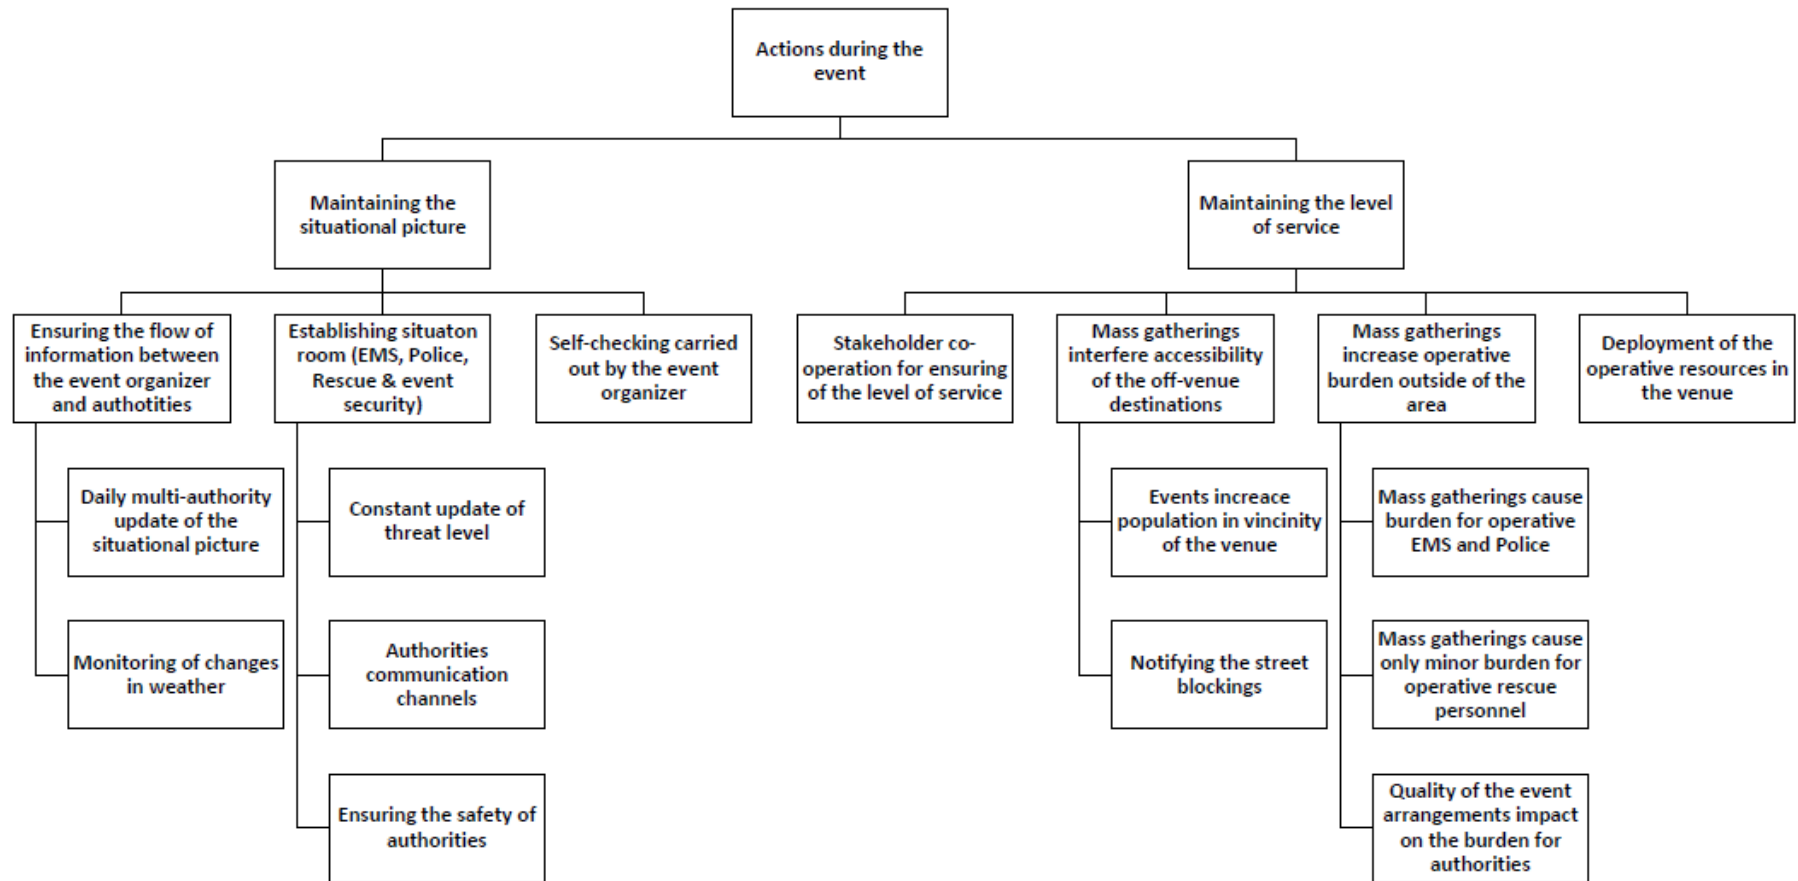 Actions during the
event
Maintaining the
situational picture
Maintaining the level
of service
Ensuring the flow of
information between
the event organizer
and authotities
Establishing situaton
room (EMS, Police,
Rescue & event
security)
Self-checking carried
out by the event
organizer
Stakeholder co-
operation for ensuring
of the level of service
Mass gatherings
interfere accessibility
of the off-venue
destinations
Mass gatherings
increase operative
burden outside of the
area
Deployment of the
operative resources in
the venue
Daily multi-authority
update of the
situational picture
Constant update of
threat level
Events increace
population in vincinity
of the venue
Mass gatherings cause
burden for operative
EMS and Police
Monitoring of changes
in weather
Authorities
communication
channels
Notifying the street
blockings
Mass gatherings cause
only minor burden for
operative rescue
personnel
Ensuring the safety of
authorities
Quality of the event
arrangements impact
on the burden for
authorities